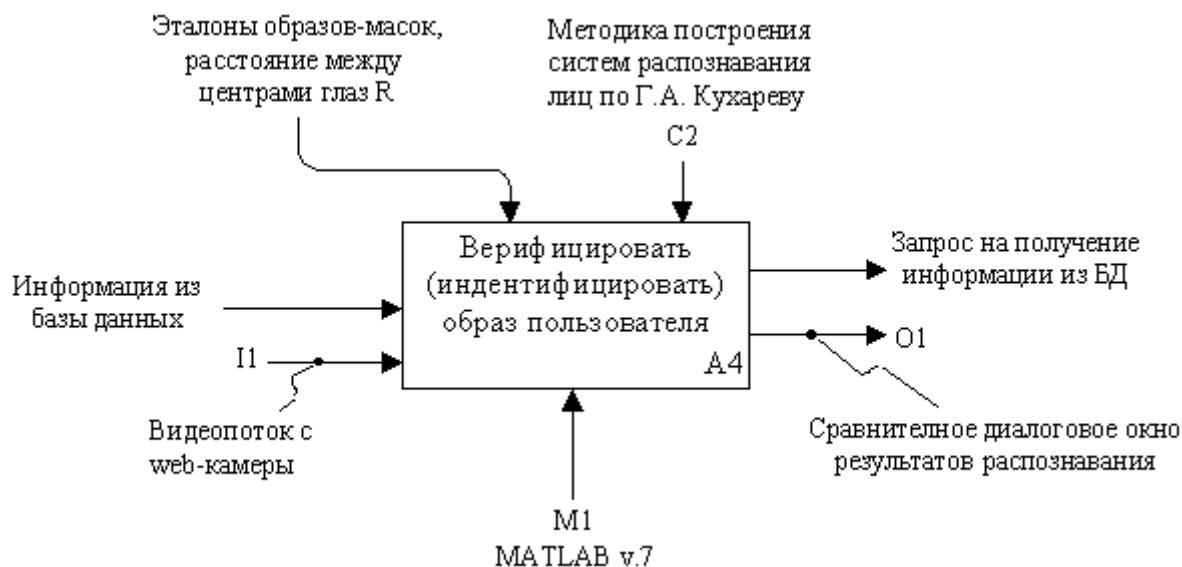 Эталоны образов-масок,
расстояние между
центрами глаз R
Методика построения
систем распознавания
лиц по Г.А. Кухареву
C2
Верифицировать
(индентифицировать)
образ пользователя
A4
Информация из
базы данных
I1
Видеопоток с
web-камеры
Запрос на получение
информации из БД
O1
Сравнителное диалоговое окно
результатов распознавания
M1
MATLAB v.7